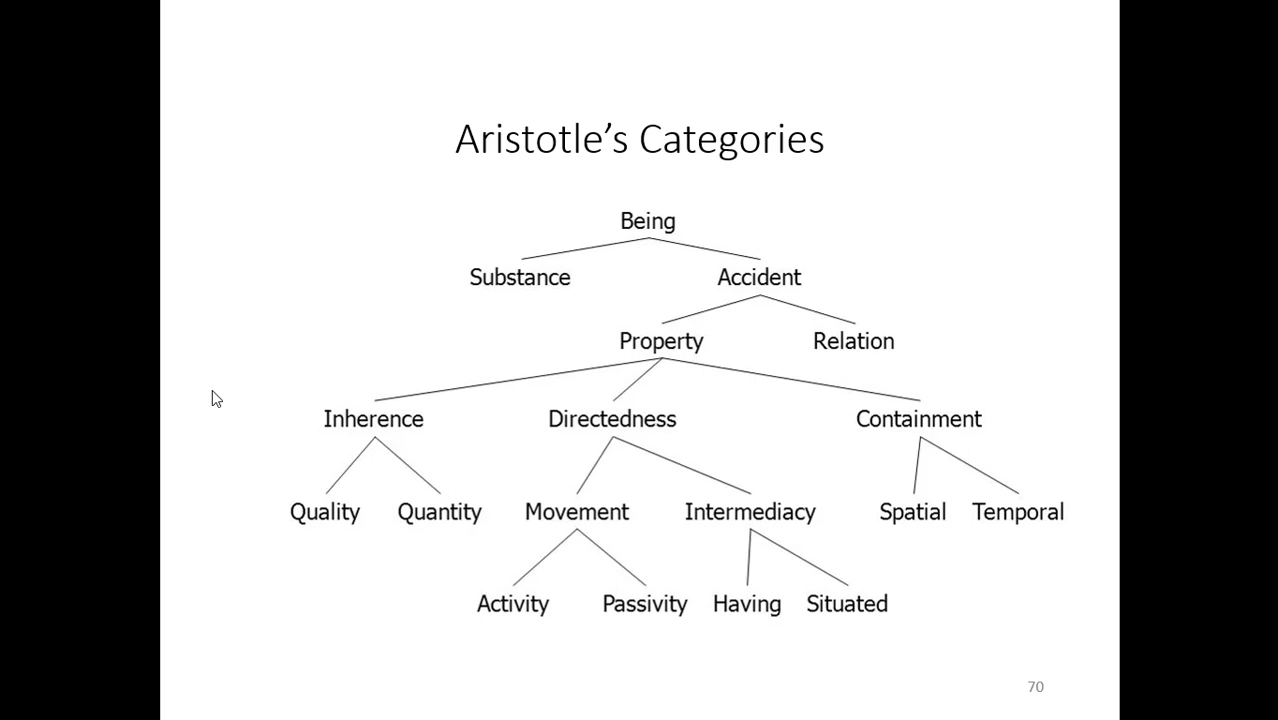 Aristotle’s Categories
Being
Substance Accident
Property Relation
Inherence Directedness Containment
Quality Quantity Movement Intermediacy Spatial Temporal
Activity Passivity Having Situated
70